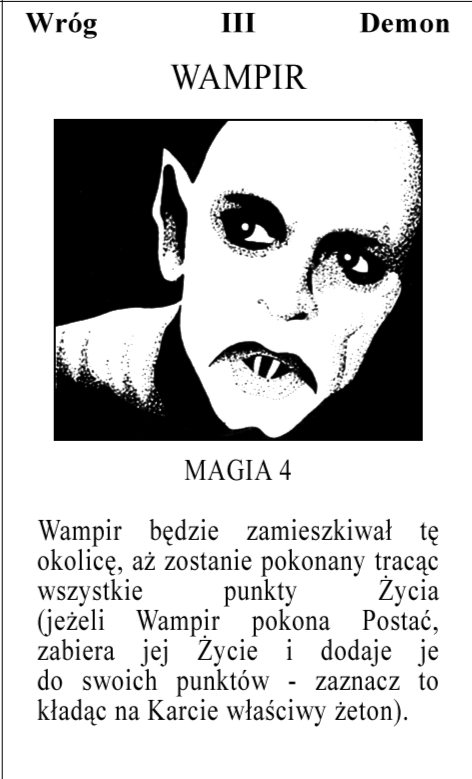 Wróg III Demon
WAMPIR
MAGIA 4
Wampir będzie zamieszkiwał tę
okolicę, aż zostanie pokonany tracąc
wszystkie punkty Życia
(jeżeli Wampir pokona Postać,
zabiera jej Życie i dodaje je
do swoich punktów - zaznacz to
kładąc na Karcie właściwy żeton).